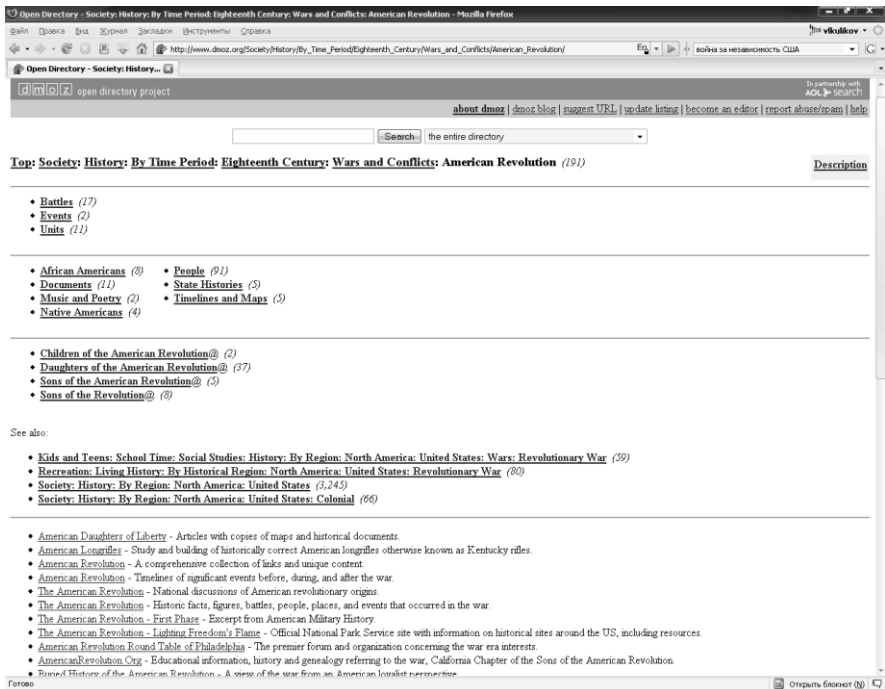 Open Directory - Society: History: By Time Period: Eighteenth Century: Wars and Conflicts: American Revolution - Mozilla Firefox
Файл Правка Вид Журнал Закладки Инструменты Справка vlkulikov
http://www.dmoz.org/Society/History/By_Time_Period/Eighteenth_Century/Wars_and_Conflicts/American_Revolution/ En война за независимость США
Open Directory - Society: History...
dmoz open directory project In partnership with AOL Search
about dmoz | dmoz blog | suggest URL | update listing | become an editor | report abuse/spam | help
Search the entire directory
Top: Society: History: By Time Period: Eighteenth Century: Wars and Conflicts: American Revolution (191) Description
Battles (17)
Events (2)
Units (11)
African Americans (8) People (91)
Documents (11) State Histories (5)
Music and Poetry (2) Timelines and Maps (5)
Native Americans (4)
Children of the American Revolution@ (2)
Daughters of the American Revolution@ (37)
Sons of the American Revolution@ (5)
Sons of the Revolution@ (8)
See also:
Kids and Teens: School Time: Social Studies: History: By Region: North America: United States: Wars: Revolutionary War (59)
Recreation: Living History: By Historical Region: North America: United States: Revolutionary War (80)
Society: History: By Region: North America: United States (3,245)
Society: History: By Region: North America: United States: Colonial (66)
American Daughters of Liberty - Articles with copies of maps and historical documents.
American Longrifles - Study and building of historically correct American longrifles otherwise known as Kentucky rifles.
American Revolution - A comprehensive collection of links and unique content.
American Revolution - Timelines of significant events before, during, and after the war.
The American Revolution - National discussions of American revolutionary origins.
The American Revolution - Historic facts, figures, battles, people, places, and events that occurred in the war.
The American Revolution - First Phase - Excerpt from American Military History.
The American Revolution - Lighting Freedom's Flame - Official National Park Service site with information on historical sites around the US, including resources.
American Revolution Round Table of Philadelphia - The premier forum and organization concerning the war era interests.
AmericanRevolution.Org - Educational information, history and genealogy referring to the war, California Chapter of the Sons of the American Revolution.
Buried History of the American Revolution - A view of the war from an American loyalist perspective.
Готово Открыть блокнот (N)